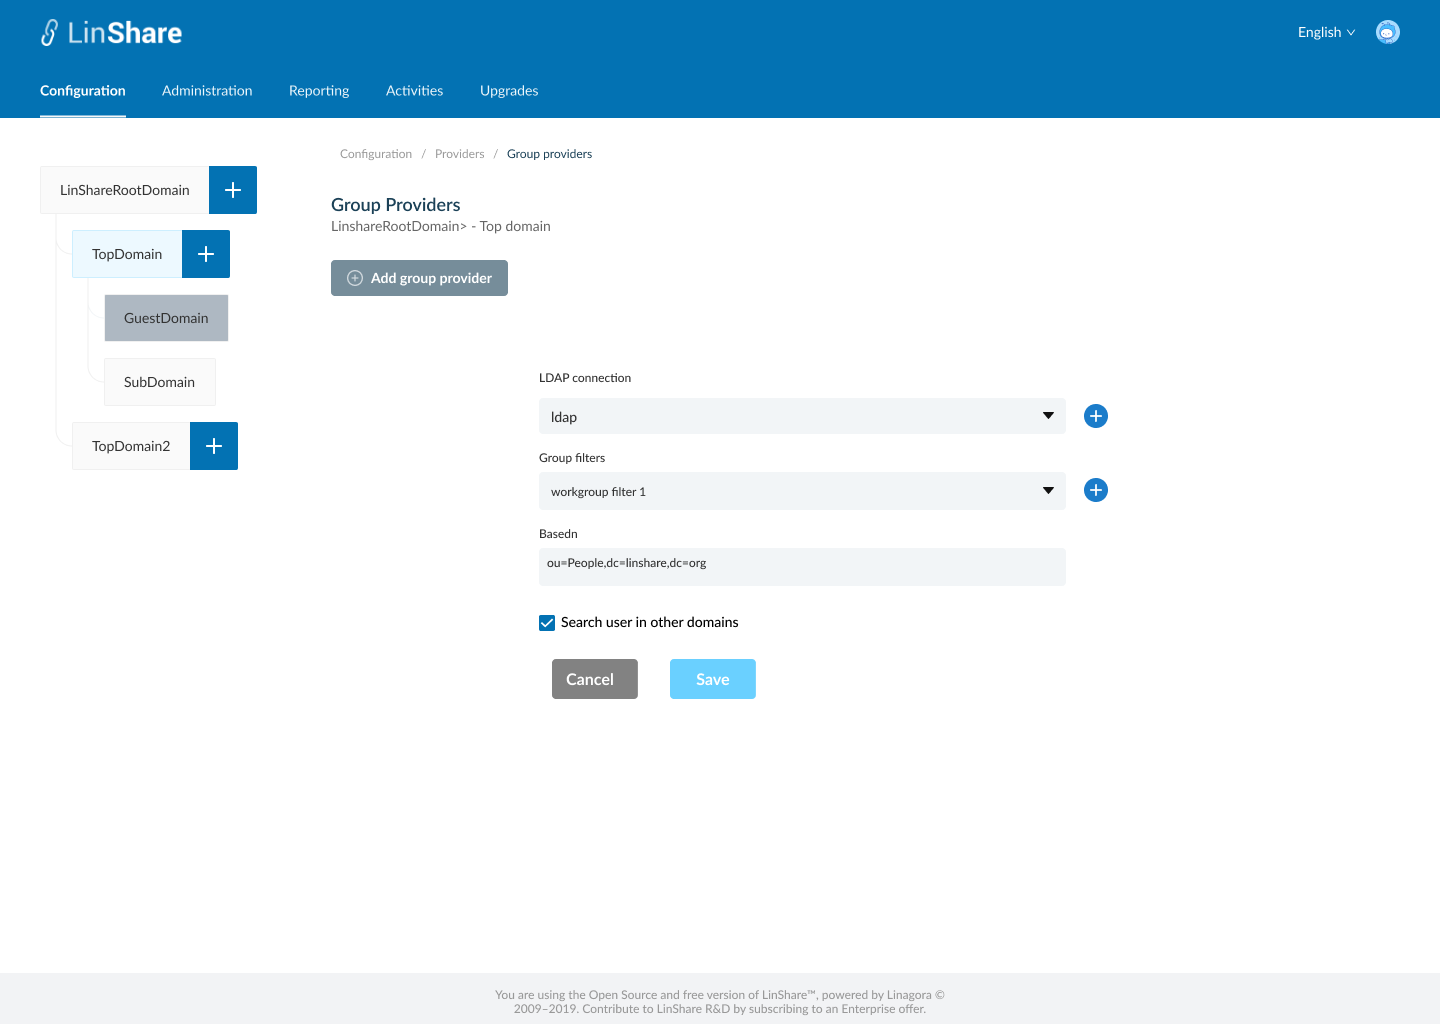 LinShare
English
Configuration
Administration
Reporting
Activities
Upgrades
Configuration / Providers / Group providers
LinShareRootDomain
TopDomain
GuestDomain
SubDomain
TopDomain2
Group Providers
LinshareRootDomain> - Top domain
Add group provider
LDAP connection
ldap
Group filters
workgroup filter 1
Basedn
ou=People,dc=linshare,dc=org
Search user in other domains
Cancel
Save
You are using the Open Source and free version of LinShare™, powered by Linagora ©
2009–2019. Contribute to LinShare R&D by subscribing to an Enterprise offer.